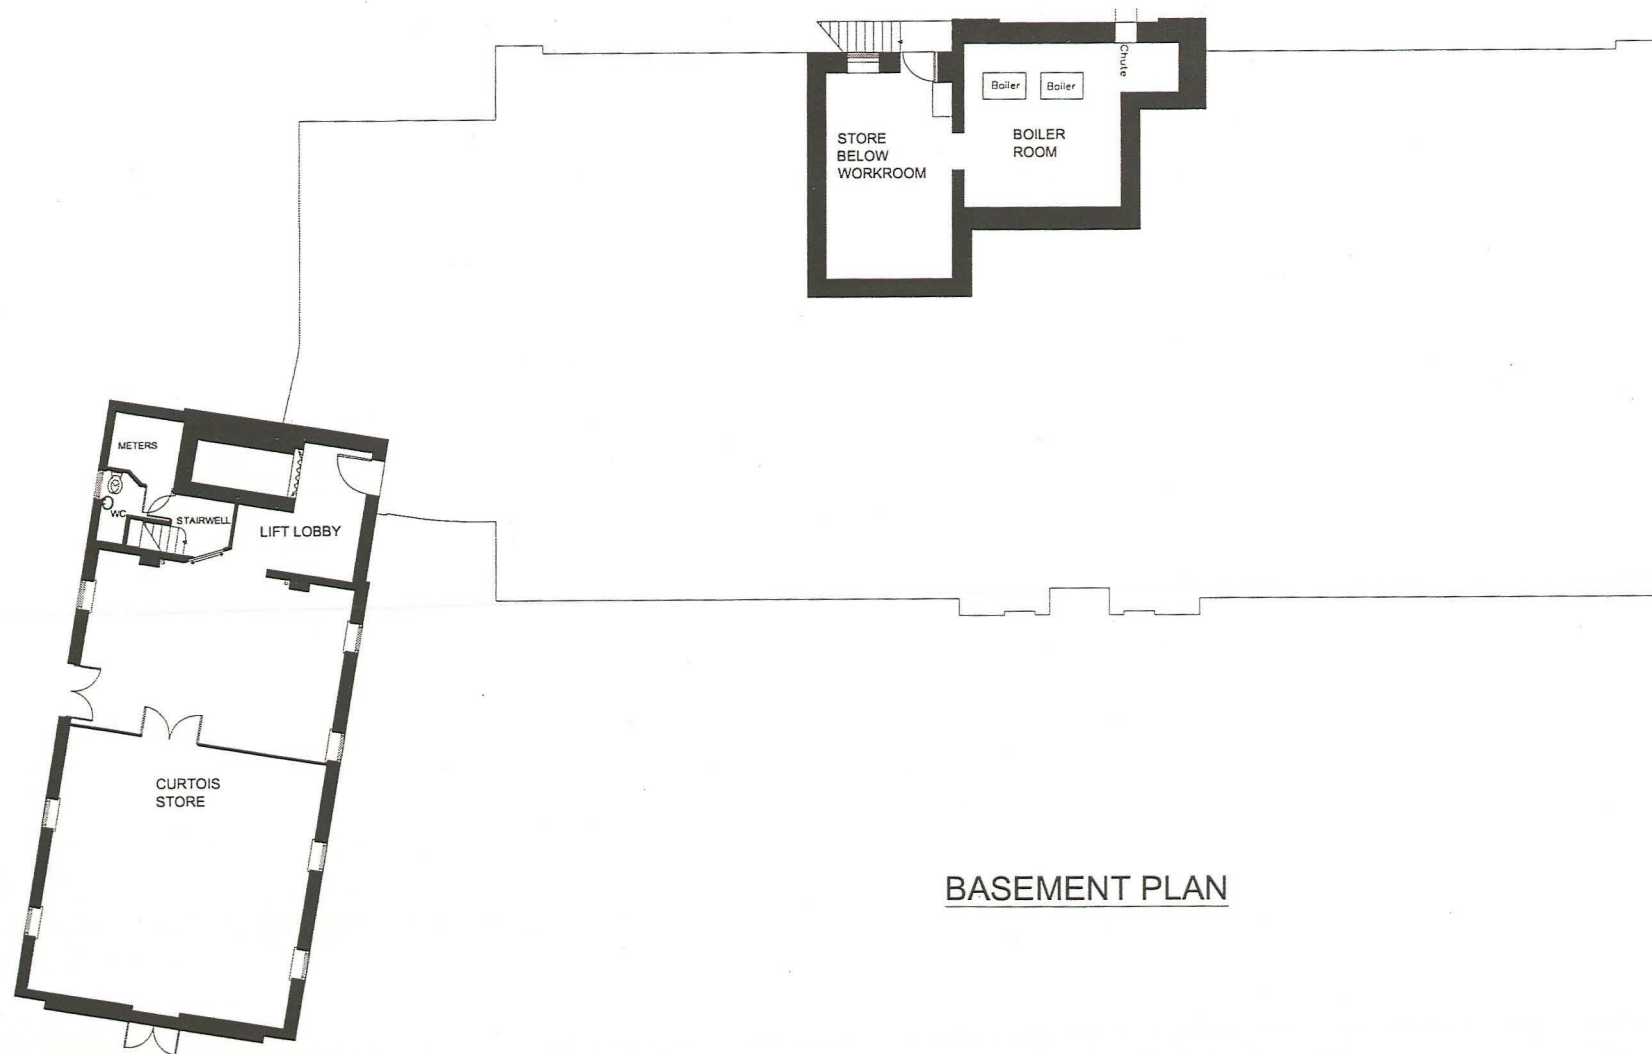 Chute
Boiler Boiler
STORE
BELOW
WORKROOM
BOILER
ROOM
METERS
WC
STAIRWELL
LIFT LOBBY
CURTOIS
STORE
BASEMENT PLAN